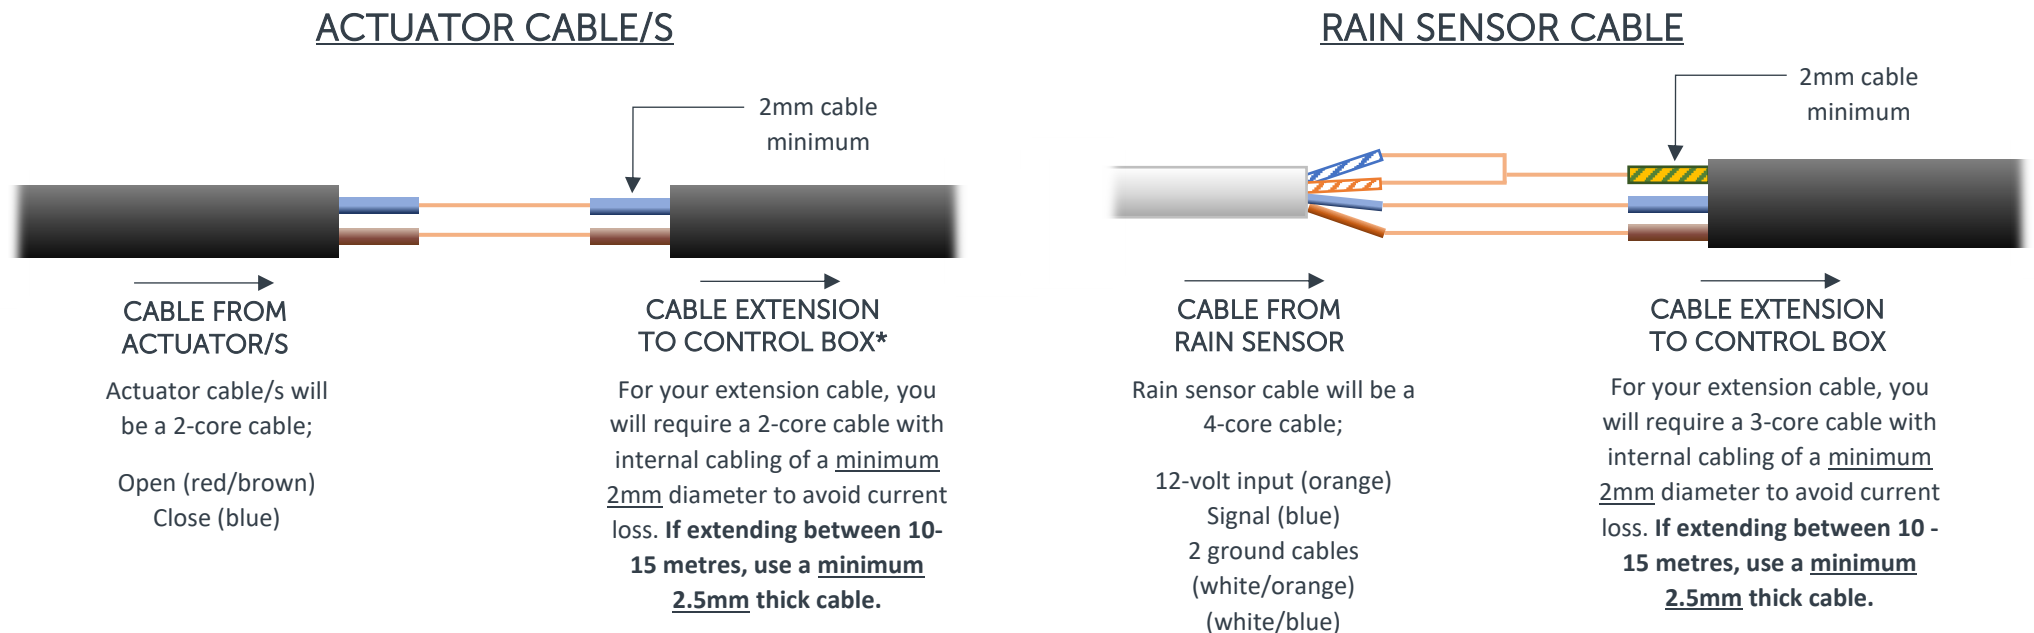 ACTUATOR CABLE/S
2mm cable
minimum
CABLE FROM
ACTUATOR/S
Actuator cable/s will
be a 2-core cable;
Open (red/brown)
Close (blue)
CABLE EXTENSION
TO CONTROL BOX*
For your extension cable, you
will require a 2-core cable with
internal cabling of a minimum
2mm diameter to avoid current
loss. If extending between 10-
15 metres, use a minimum
2.5mm thick cable.
RAIN SENSOR CABLE
2mm cable
minimum
CABLE FROM
RAIN SENSOR
Rain sensor cable will be a
4-core cable;
12-volt input (orange)
Signal (blue)
2 ground cables
(white/orange)
(white/blue)
CABLE EXTENSION
TO CONTROL BOX
For your extension cable, you
will require a 3-core cable with
internal cabling of a minimum
2mm diameter to avoid current
loss. If extending between 10 -
15 metres, use a minimum
2.5mm thick cable.